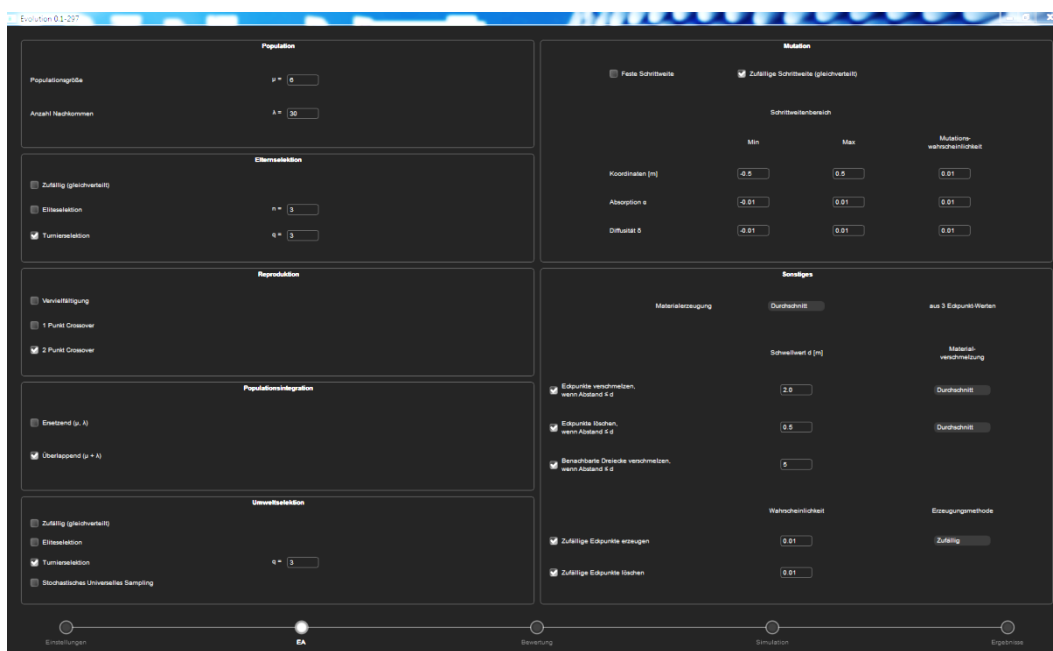 Evolution 0.1-297
Population
Populationsgröße μ = 6
Anzahl Nachkommen λ = 30
Elternselektion
Zufällig (gleichverteilt)
Eliteselektion n = 3
Turnierselektion q = 3
Reproduktion
Vervielfältigung
1 Punkt Crossover
2 Punkt Crossover
Populationsintegration
Ersetzend (μ, λ)
Überlappend (μ + λ)
Umweltselektion
Zufällig (gleichverteilt)
Eliteselektion
Turnierselektion q = 3
Stochastisches Universelles Sampling
Mutation
Feste Schrittweite Zufällige Schrittweite (gleichverteilt)
Schrittweitenbereich
Min Max Mutations-
wahrscheinlichkeit
Koordinaten [m] -0.5 0.5 0.01
Absorption α -0.01 0.01 0.01
Diffusität δ -0.01 0.01 0.01
Sonstiges
Materialerzeugung Durchschnitt aus 3 Eckpunkt-Werten
Schwellwert d [m] Material-
verschmelzung
Eckpunkte verschmelzen,
wenn Abstand ≤ d 2.0 Durchschnitt
Eckpunkte löschen,
wenn Abstand ≤ d 0.5 Durchschnitt
Benachbarte Dreiecke verschmelzen,
wenn Abstand ≤ d 5
Wahrscheinlichkeit Erzeugungsmethode
Zufällige Eckpunkte erzeugen 0.01 Zufällig
Zufällige Eckpunkte löschen 0.01
Einstellungen EA Bewertung Simulation Ergebnisse